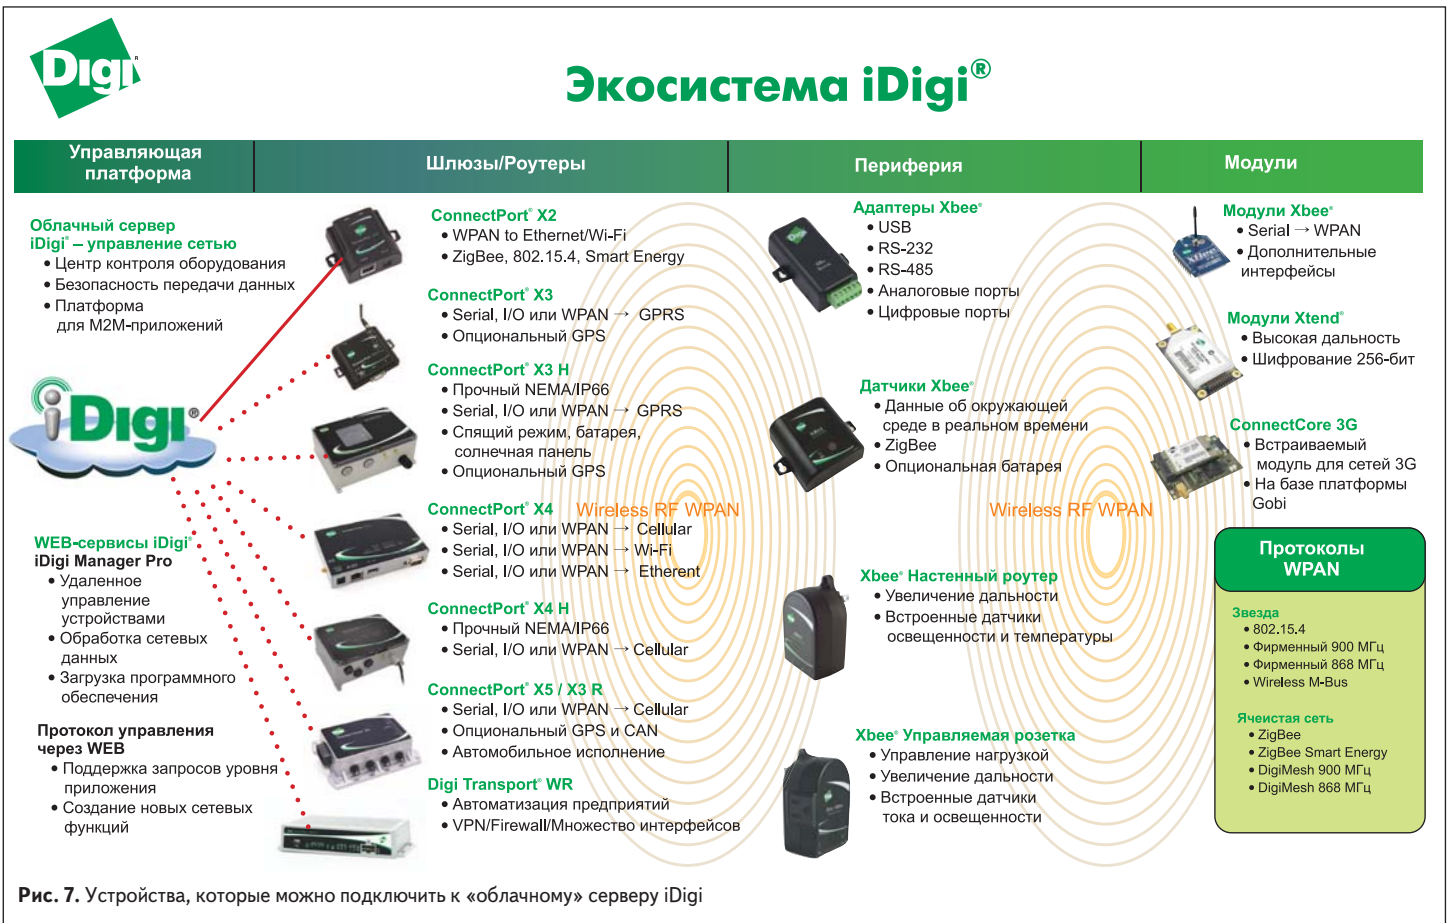 Digi
Экосистема iDigi®
Управляющая
платформа
Шлюзы/Роутеры
Периферия
Модули
Облачный сервер
iDigi® – управление сетью
• Центр контроля оборудования
• Безопасность передачи данных
• Платформа
для M2M-приложений
iDigi®
WEB-сервисы iDigi®
iDigi Manager Pro
• Удаленное
управление
устройствами
• Обработка сетевых
данных
• Загрузка программного
обеспечения
Протокол управления
через WEB
• Поддержка запросов уровня
приложения
• Создание новых сетевых
функций
ConnectPort® X2
• WPAN to Ethernet/Wi-Fi
• ZigBee, 802.15.4, Smart Energy
ConnectPort® X3
• Serial, I/O или WPAN → GPRS
• Опциональный GPS
ConnectPort® X3 H
• Прочный NEMA/IP66
• Serial, I/O или WPAN → GPRS
• Спящий режим, батарея,
солнечная панель
• Опциональный GPS
ConnectPort® X4
• Serial, I/O или WPAN → Cellular
• Serial, I/O или WPAN → Wi-Fi
• Serial, I/O или WPAN → Etherent
ConnectPort® X4 H
• Прочный NEMA/IP66
• Serial, I/O или WPAN → Cellular
ConnectPort® X5 / X3 R
• Serial, I/O или WPAN → Cellular
• Опциональный GPS и CAN
• Автомобильное исполнение
Digi Transport® WR
• Автоматизация предприятий
• VPN/Firewall/Множество интерфейсов
Wireless RF WPAN
Адаптеры Xbee®
• USB
• RS-232
• RS-485
• Аналоговые порты
• Цифровые порты
Датчики Xbee®
• Данные об окружающей
среде в реальном времени
• ZigBee
• Опциональная батарея
Xbee® Настенный роутер
• Увеличение дальности
• Встроенные датчики
освещенности и температуры
Xbee® Управляемая розетка
• Управление нагрузкой
• Увеличение дальности
• Встроенные датчики
тока и освещенности
Wireless RF WPAN
Модули Xbee®
• Serial → WPAN
• Дополнительные
интерфейсы
Модули Xtend®
• Высокая дальность
• Шифрование 256-бит
ConnectCore 3G
• Встраиваемый
модуль для сетей 3G
• На базе платформы
Gobi
Протоколы
WPAN
Звезда
• 802.15.4
• Фирменный 900 МГц
• Фирменный 868 МГц
• Wireless M-Bus
Ячеистая сеть
• ZigBee
• ZigBee Smart Energy
• DigiMesh 900 МГц
• DigiMesh 868 МГц
Рис. 7. Устройства, которые можно подключить к «облачному» серверу iDigi